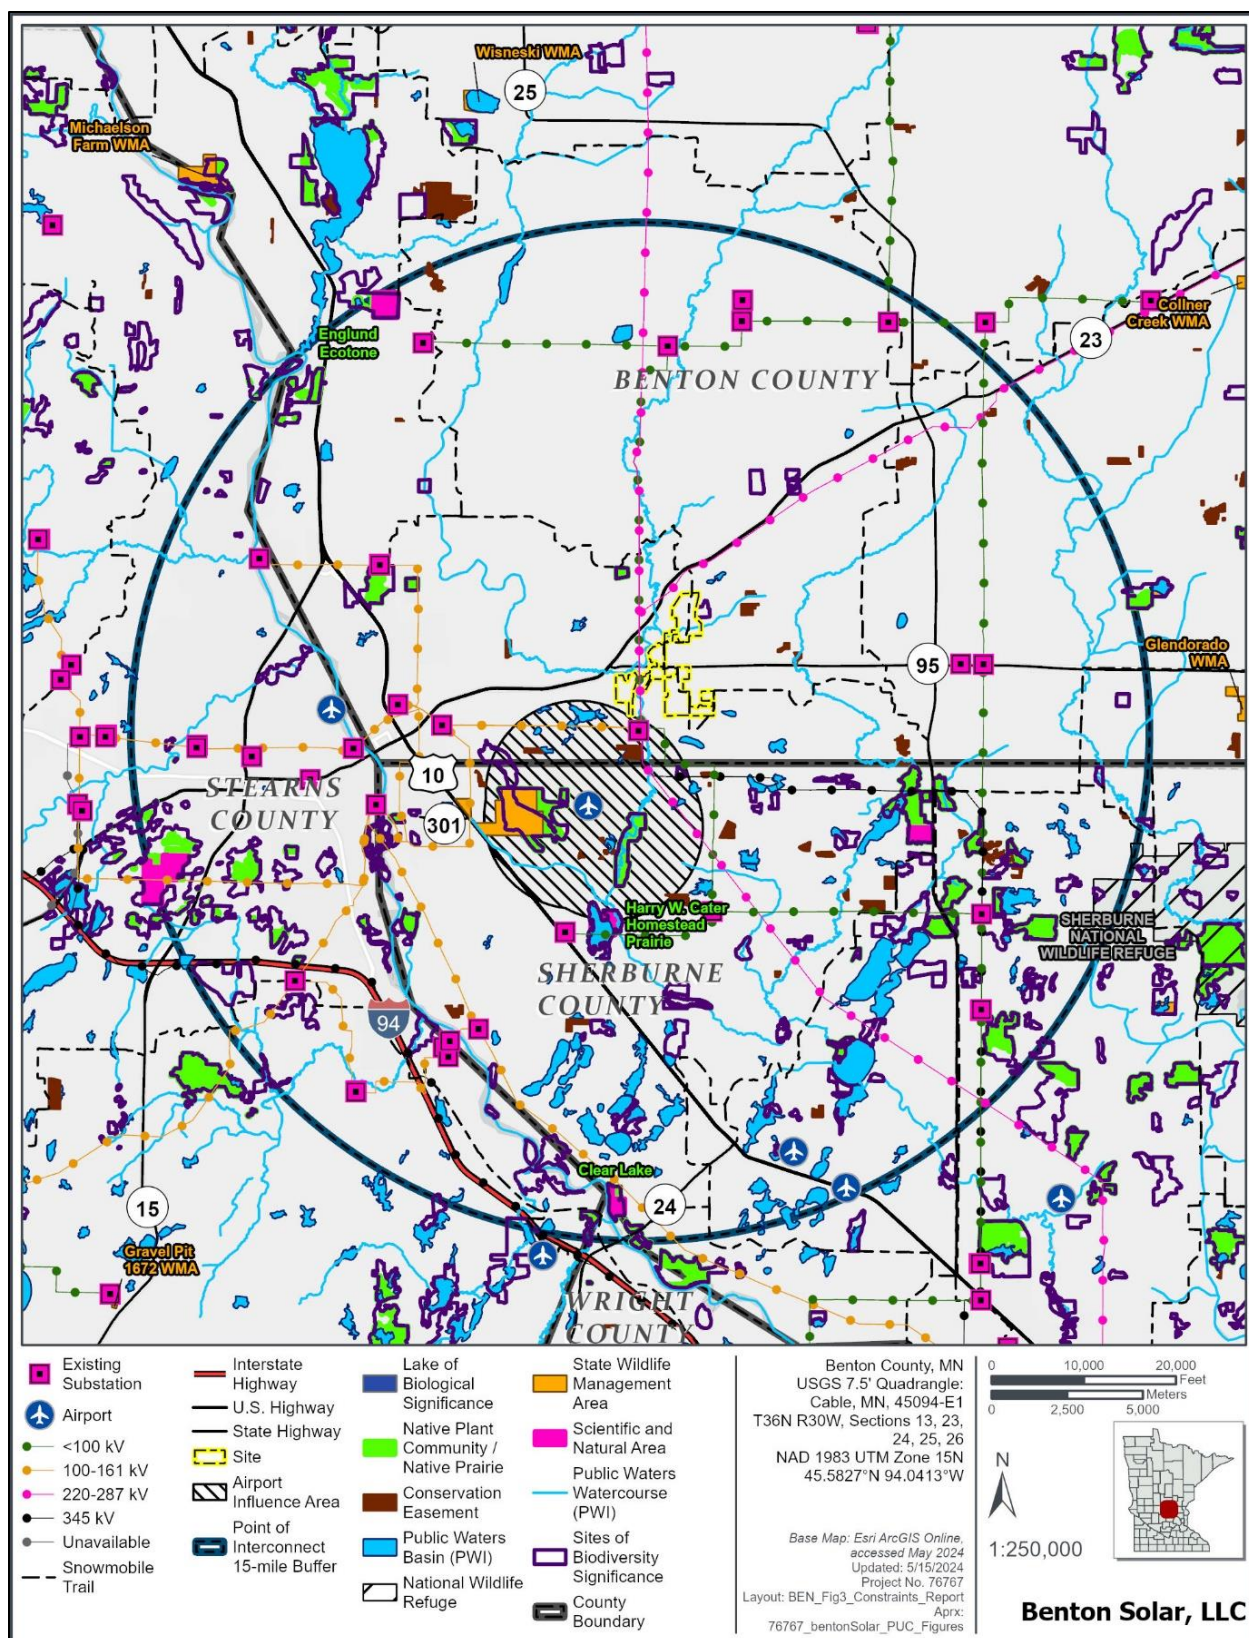 Wisneski WMA
25
Michaelson
Farm WMA
Collner
Creek WMA
23
Englund
Ecotone
BENTON COUNTY
Glendorado
WMA
95
10
STEARNS
COUNTY
301
Harry W. Cater
Homestead
Prairie
SHERBURNE
NATIONAL
WILDLIFE REFUGE
SHERBURNE
COUNTY
94
Clear Lake
15
24
Gravel Pit
1672 WMA
WRIGHT
COUNTY
Existing
Substation
Airport
<100 kV
100-161 kV
220-287 kV
345 kV
Unavailable
Snowmobile
Trail
Interstate
Highway
U.S. Highway
State Highway
Site
Airport
Influence Area
Point of
Interconnect
15-mile Buffer
Lake of
Biological
Significance
Native Plant
Community /
Native Prairie
Conservation
Easement
Public Waters
Basin (PWI)
National Wildlife
Refuge
State Wildlife
Management
Area
Scientific and
Natural Area
Public Waters
Watercourse
(PWI)
Sites of
Biodiversity
Significance
County
Boundary
Benton County, MN
USGS 7.5' Quadrangle:
Cable, MN, 45094-E1
T36N R30W, Sections 13, 23,
24, 25, 26
NAD 1983 UTM Zone 15N
45.5827°N 94.0413°W
Base Map: Esri ArcGIS Online,
accessed May 2024
Updated: 5/15/2024
Project No. 76767
Layout: BEN_Fig3_Constraints_Report
Aprx:
76767_bentonSolar_PUC_Figures
0 10,000 20,000
Feet
Meters
0 2,500 5,000
N
1:250,000
Benton Solar, LLC